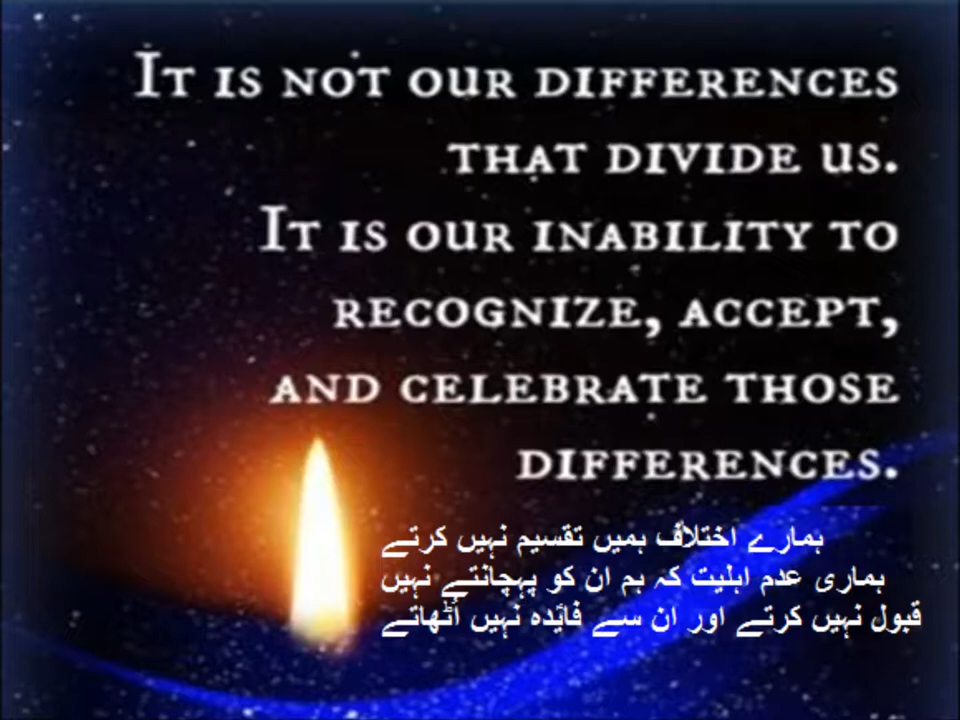 It is not our differences
that divide us.
It is our inability to
recognize, accept,
and celebrate those
differences.
ہمارے اختلاف ہمیں تقسیم نہیں کرتے
ہماری عدم اہلیت کہ ہم ان کو پہچانتے نہیں
قبول نہیں کرتے اور ان سے فائدہ نہیں اُٹھاتے